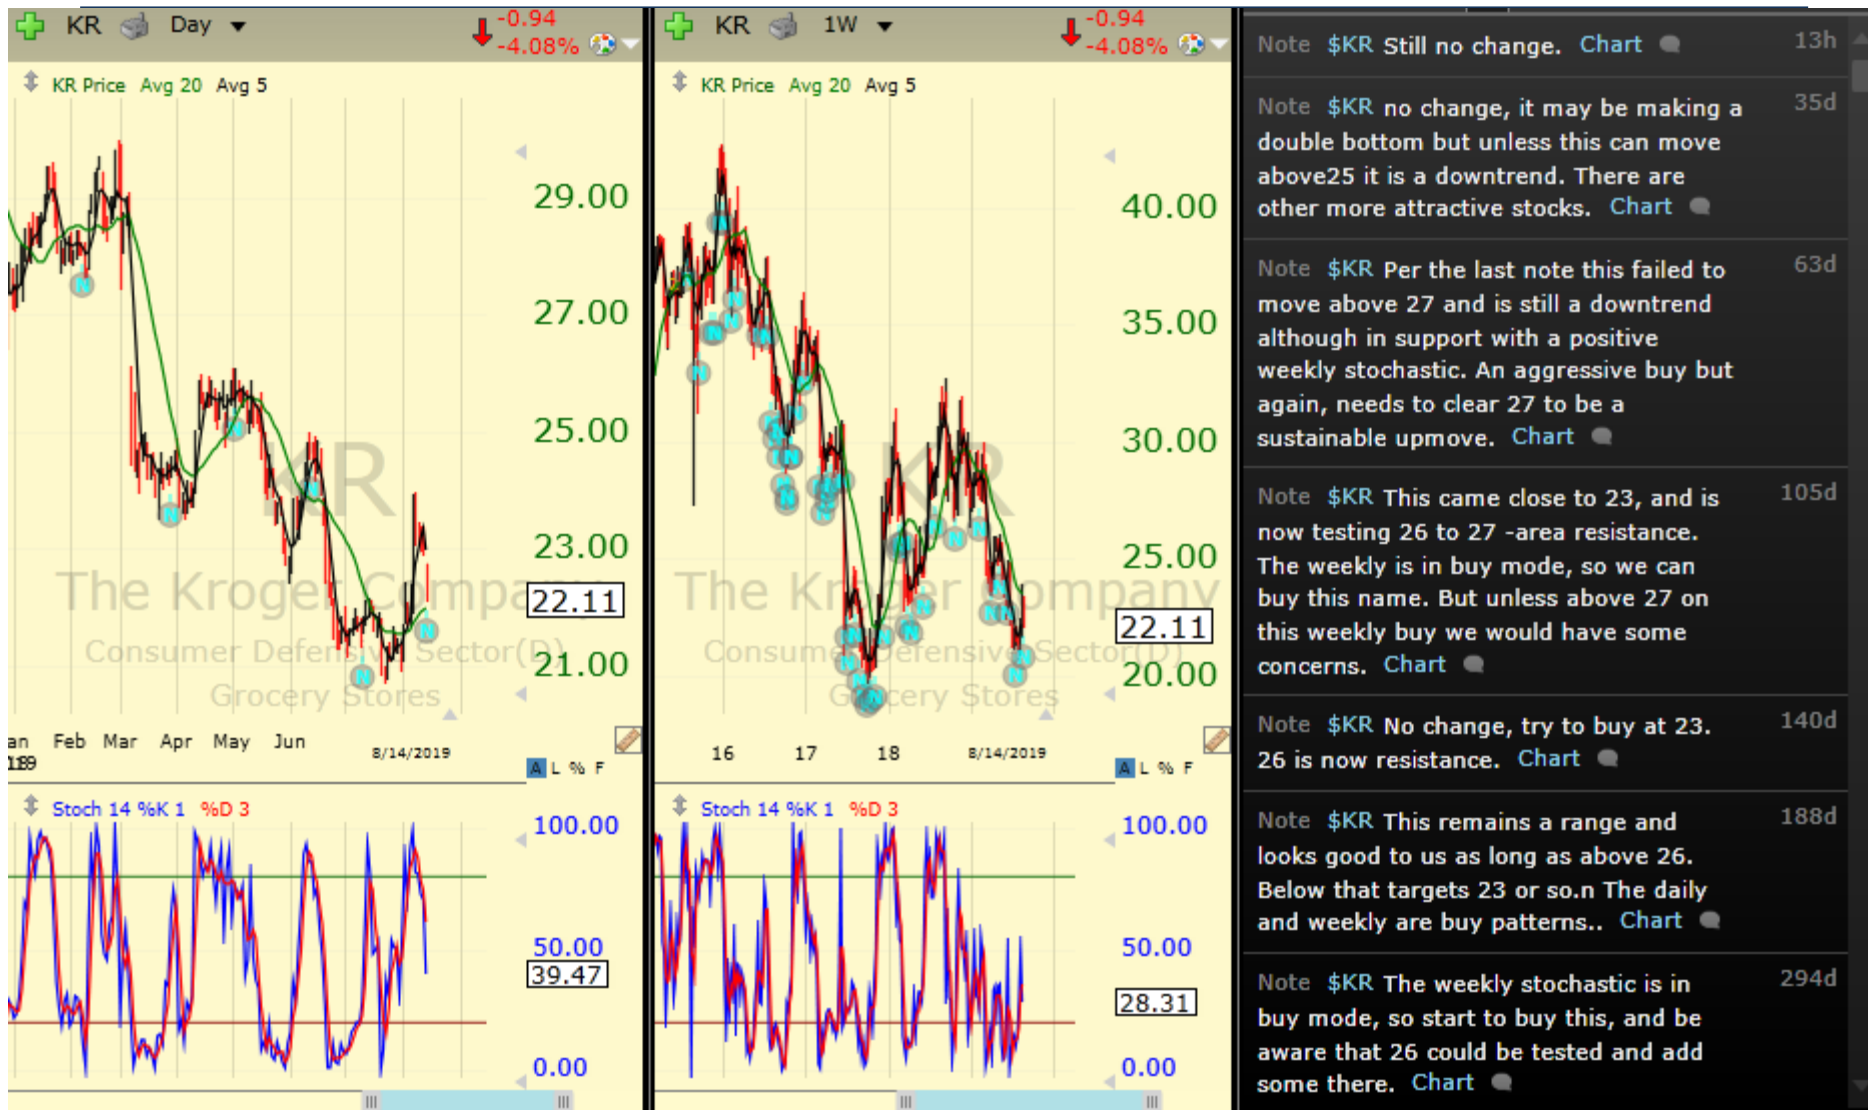 KR Day
-0.94
-4.08%
KR Price Avg 20 Avg 5
29.00
27.00
25.00
23.00
22.11
21.00
KR
The Kroger Company
Consumer Defensive Sector(D)
Grocery Stores
Feb Mar Apr May Jun
8/14/2019
A L % F
Stoch 14 %K 1 %D 3
100.00
50.00
39.47
0.00
KR 1W
-0.94
-4.08%
KR Price Avg 20 Avg 5
40.00
35.00
30.00
25.00
22.11
20.00
KR
The Kroger Company
Consumer Defensive Sector(D)
Grocery Stores
16 17 18 8/14/2019
A L % F
Stoch 14 %K 1 %D 3
100.00
50.00
28.31
0.00
Note $KR Still no change. Chart 13h
Note $KR no change, it may be making a 35d
double bottom but unless this can move
above25 it is a downtrend. There are
other more attractive stocks. Chart
Note $KR Per the last note this failed to 63d
move above 27 and is still a downtrend
although in support with a positive
weekly stochastic. An aggressive buy but
again, needs to clear 27 to be a
sustainable upmove. Chart
Note $KR This came close to 23, and is 105d
now testing 26 to 27 -area resistance.
The weekly is in buy mode, so we can
buy this name. But unless above 27 on
this weekly buy we would have some
concerns. Chart
Note $KR No change, try to buy at 23. 140d
26 is now resistance. Chart
Note $KR This remains a range and 188d
looks good to us as long as above 26.
Below that targets 23 or so.n The daily
and weekly are buy patterns.. Chart
Note $KR The weekly stochastic is in 294d
buy mode, so start to buy this, and be
aware that 26 could be tested and add
some there. Chart